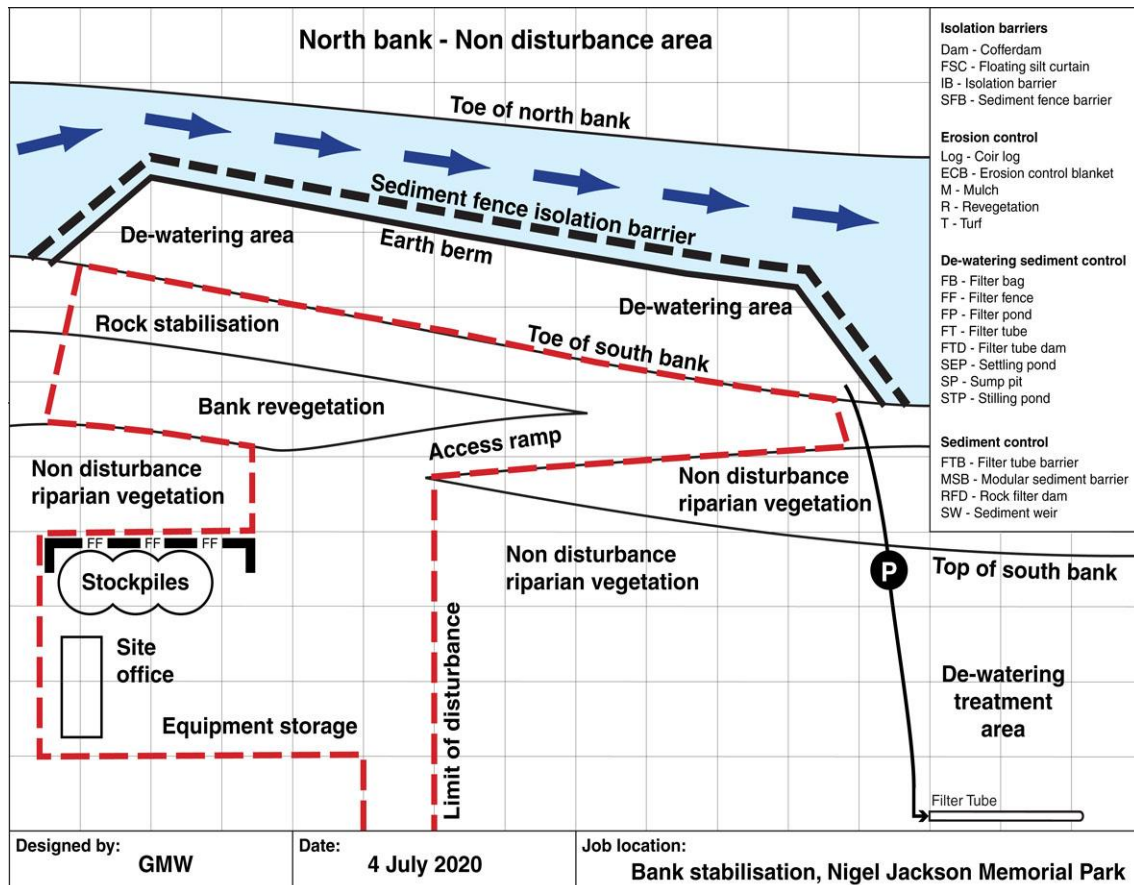 North bank - Non disturbance area
Toe of north bank
Sediment fence isolation barrier
De-watering area
Earth berm
De-watering area
Rock stabilisation
Toe of south bank
Bank revegetation
Access ramp
Non disturbance
riparian vegetation
Non disturbance
riparian vegetation
Non disturbance
riparian vegetation
FF FF FF
Stockpiles
P
Top of south bank
Site
office
Equipment storage
Limit of disturbance
De-watering
treatment
area
Filter Tube
Isolation barriers
Dam - Cofferdam
FSC - Floating silt curtain
IB - Isolation barrier
SFB - Sediment fence barrier
Erosion control
Log - Coir log
ECB - Erosion control blanket
M - Mulch
R - Revegetation
T - Turf
De-watering sediment control
FB - Filter bag
FF - Filter fence
FP - Filter pond
FT - Filter tube
FTD - Filter tube dam
SEP - Settling pond
SP - Sump pit
STP - Stilling pond
Sediment control
FTB - Filter tube barrier
MSB - Modular sediment barrier
RFD - Rock filter dam
SW - Sediment weir
Designed by:
GMW
Date:
4 July 2020
Job location:
Bank stabilisation, Nigel Jackson Memorial Park